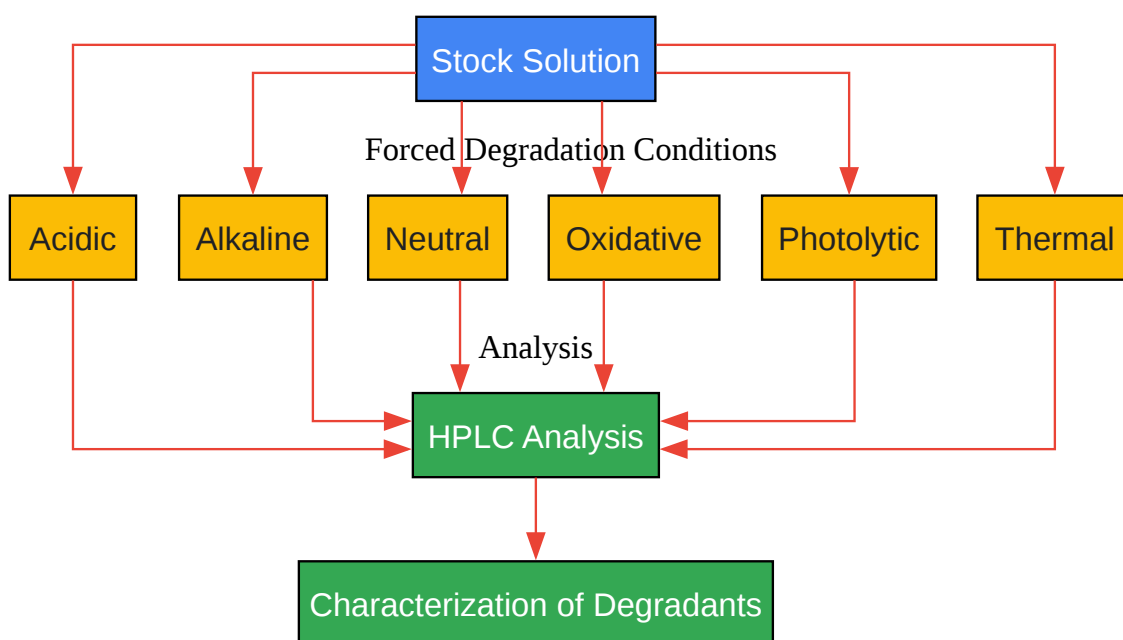 Stock Solution
Forced Degradation Conditions
Acidic
Alkaline
Neutral
Oxidative
Photolytic
Thermal
Analysis
HPLC Analysis
Characterization of Degradants